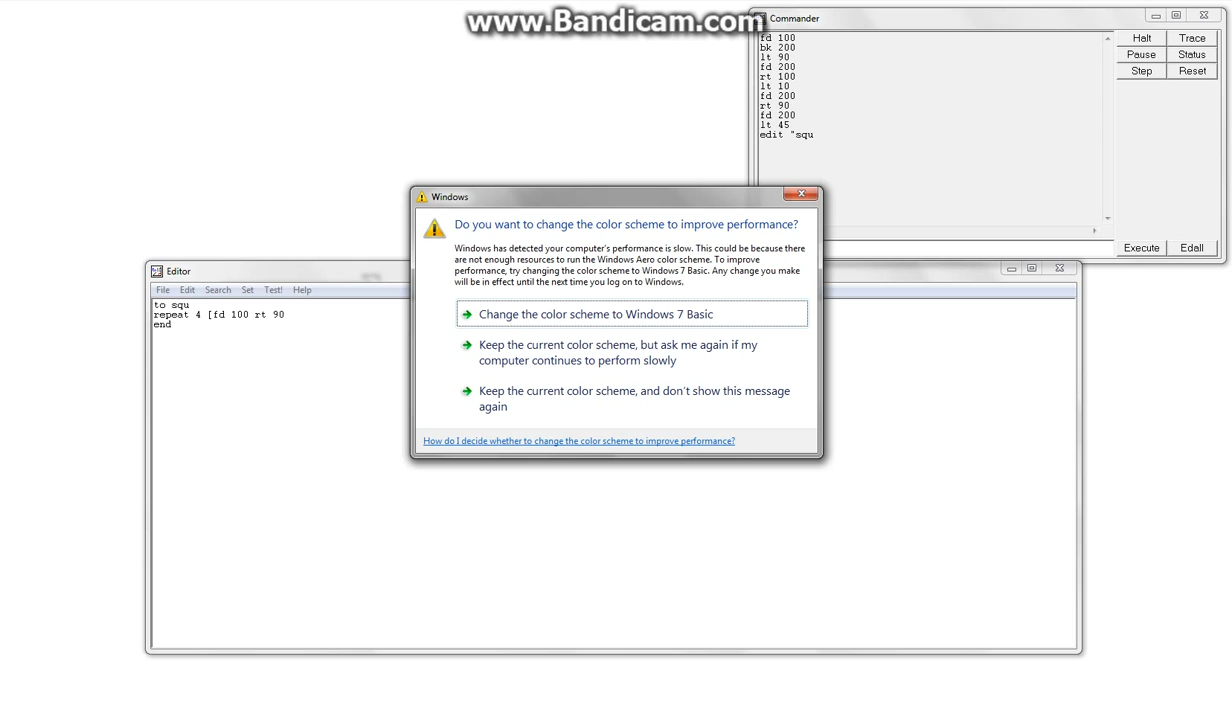 www.Bandicam.com
Commander
fd 100
bk 200
lt 90
fd 200
rt 100
lt 10
fd 200
rt 90
fd 200
lt 45
edit "squ
Halt
Trace
Pause
Status
Step
Reset
Execute
Edall
Windows
Do you want to change the color scheme to improve performance?
Windows has detected your computer's performance is slow. This could be because there
are not enough resources to run the Windows Aero color scheme. To improve
performance, try changing the color scheme to Windows 7 Basic. Any change you make
will be in effect until the next time you log on to Windows.
Change the color scheme to Windows 7 Basic
Keep the current color scheme, but ask me again if my
computer continues to perform slowly
Keep the current color scheme, and don't show this message
again
How do I decide whether to change the color scheme to improve performance?
Editor
File Edit Search Set Test! Help
to squ
repeat 4 [fd 100 rt 90
end